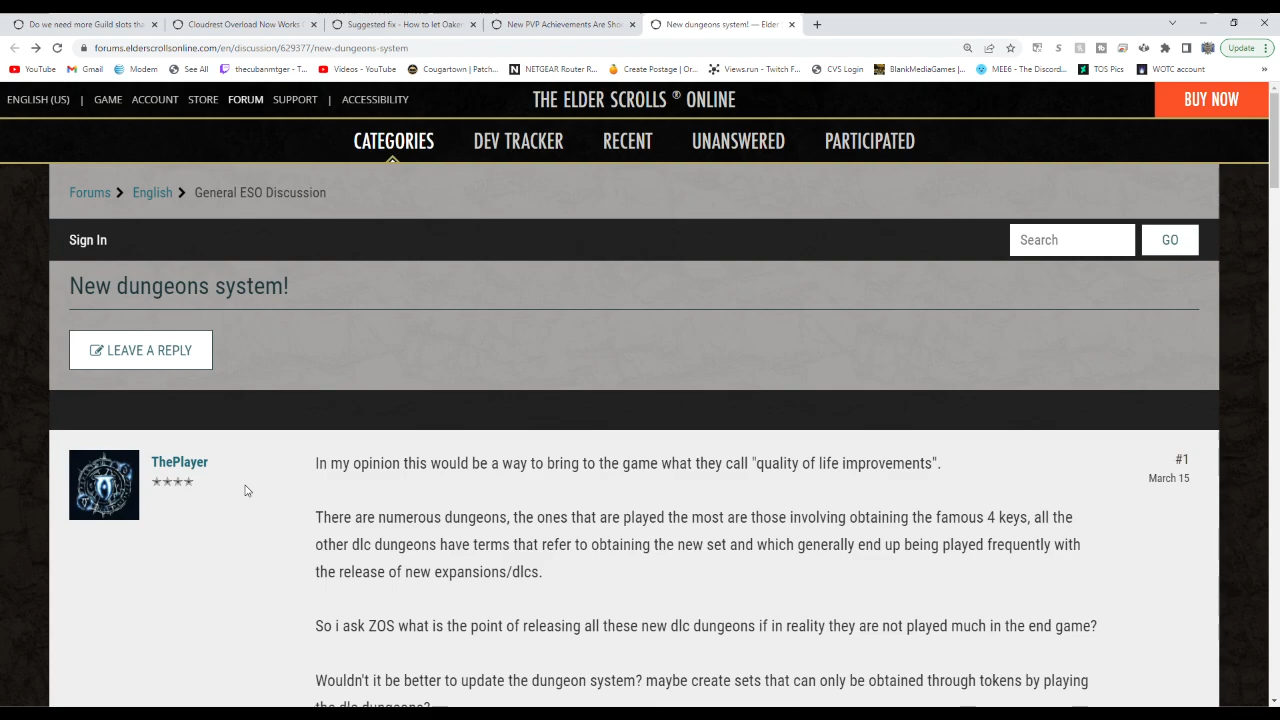 Do we need more Guild slots tha
Cloudrest Overload Now Works
Suggested fix - How to let Oaken
New PVP Achievements Are Shou
New dungeons system! — Elder
forums.elderscrollsonline.com/en/discussion/629377/new-dungeons-system
Update
YouTube
Gmail
Modem
See All
thecubanmtger - T...
Videos - YouTube
Cougartown | Patch...
NETGEAR Router R...
Create Postage | Or...
Views.run - Twitch F...
CVS Login
BlankMediaGames |...
MEE6 - The Discord...
TOS Pics
WOTC account
»
ENGLISH (US) | GAME ACCOUNT STORE FORUM SUPPORT | ACCESSIBILITY
THE ELDER SCROLLS ® ONLINE
BUY NOW
CATEGORIES DEV TRACKER RECENT UNANSWERED PARTICIPATED
Forums > English > General ESO Discussion
Sign In
Search
GO
New dungeons system!
LEAVE A REPLY
ThePlayer
★★★★
#1
March 15
In my opinion this would be a way to bring to the game what they call "quality of life improvements".
There are numerous dungeons, the ones that are played the most are those involving obtaining the famous 4 keys, all the
other dlc dungeons have terms that refer to obtaining the new set and which generally end up being played frequently with
the release of new expansions/dlcs.
So i ask ZOS what is the point of releasing all these new dlc dungeons if in reality they are not played much in the end game?
Wouldn't it be better to update the dungeon system? maybe create sets that can only be obtained through tokens by playing
the dlc dungeons?